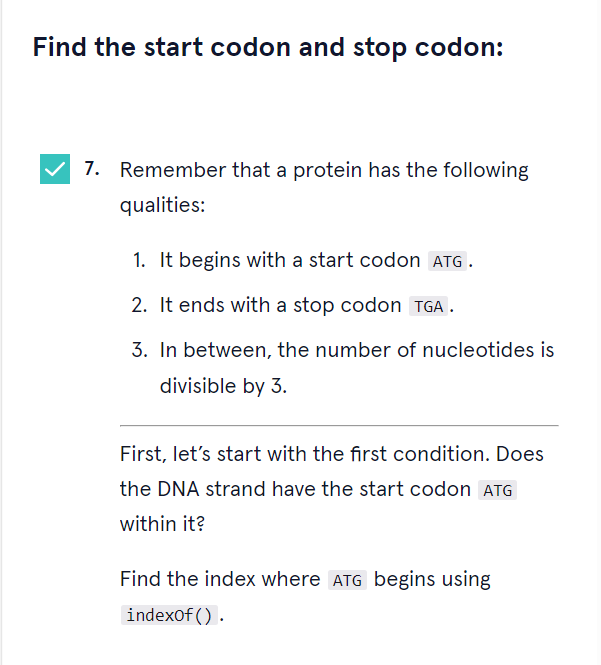 Find the start codon and stop codon:
7. Remember that a protein has the following
qualities:
1. It begins with a start codon ATG.
2. It ends with a stop codon TGA.
3. In between, the number of nucleotides is
divisible by 3.
First, let’s start with the first condition. Does
the DNA strand have the start codon ATG
within it?
Find the index where ATG begins using
indexOf().